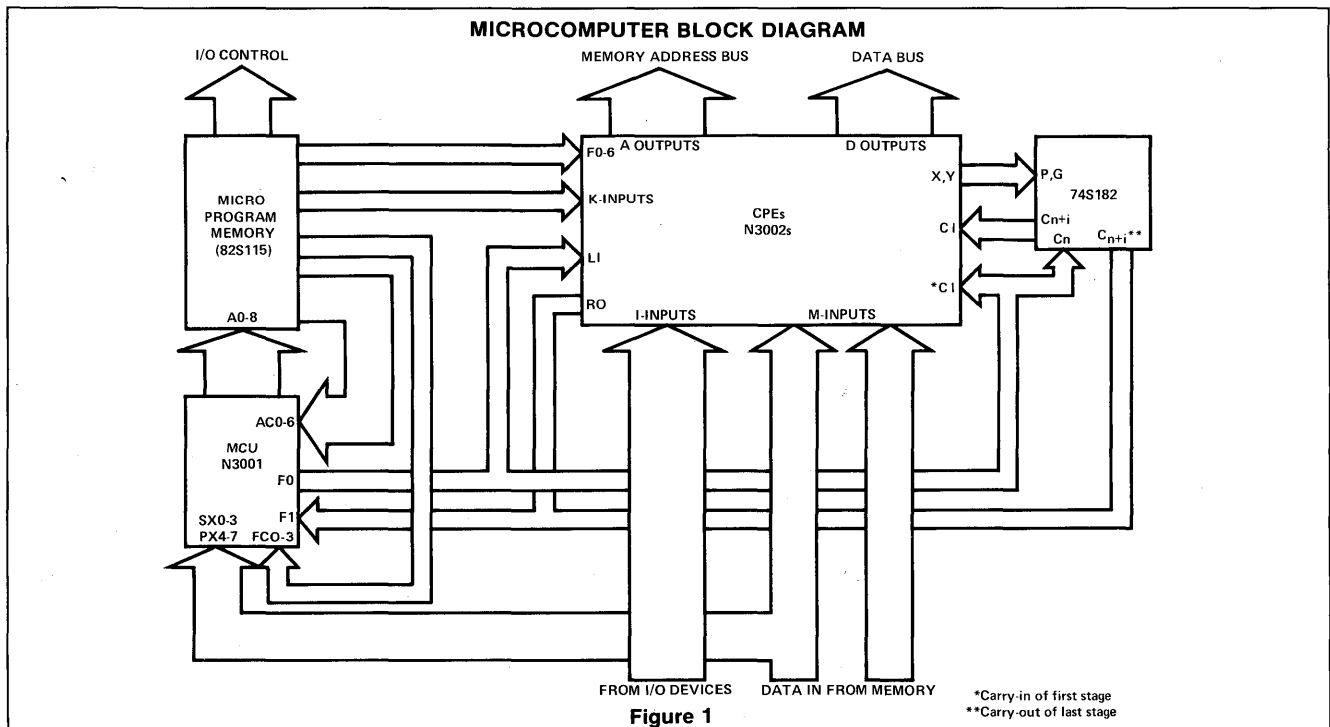 MICROCOMPUTER BLOCK DIAGRAM
I/O CONTROL
MEMORY ADDRESS BUS
DATA BUS
MICRO
PROGRAM
MEMORY
(82S115)
A0-8
F0-6
A OUTPUTS
D OUTPUTS
K-INPUTS
X,Y
CPEs
N3002s
CI
LI
*CI
RO
I-INPUTS
M-INPUTS
P,G
74S182
Cn+i
Cn
Cn+i**
AC0-6
MCU
N3001
F0
F1
SX0-3
PX4-7
FCO-3
FROM I/O DEVICES
DATA IN FROM MEMORY
*Carry-in of first stage
**Carry-out of last stage
Figure 1